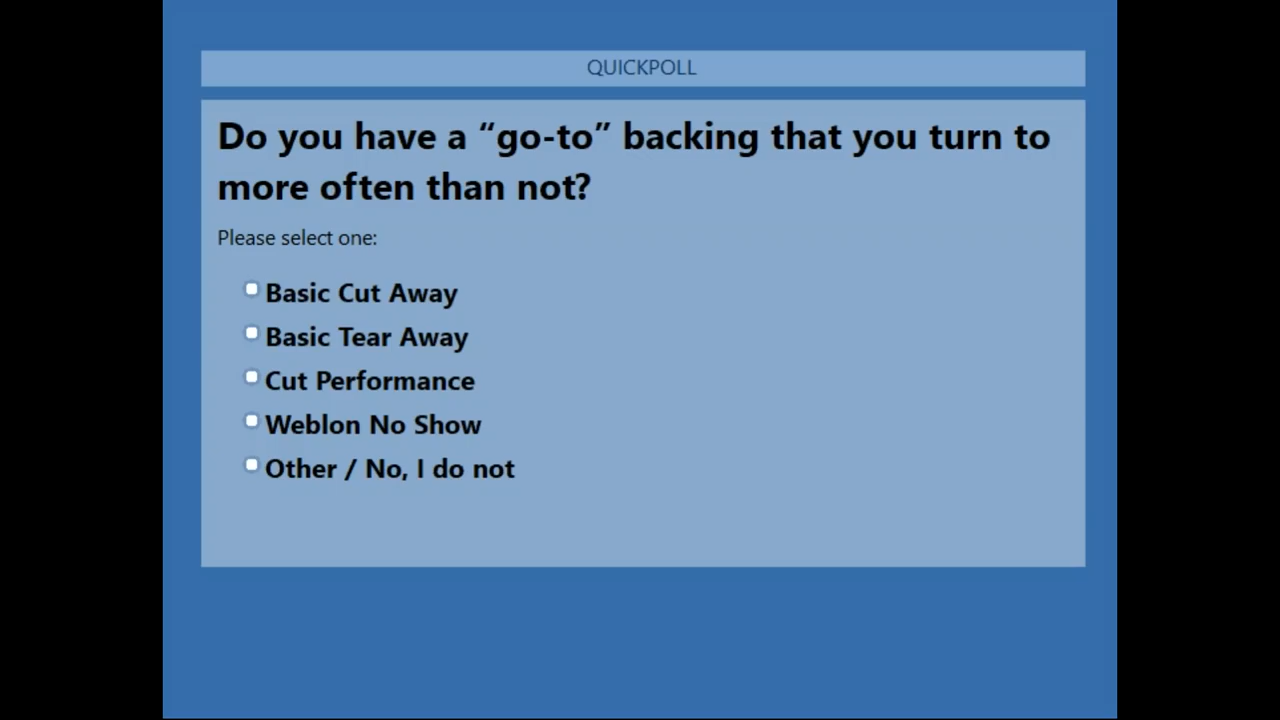 QUICKPOLL
Do you have a “go-to” backing that you turn to
more often than not?
Please select one:
Basic Cut Away
Basic Tear Away
Cut Performance
Weblon No Show
Other / No, I do not